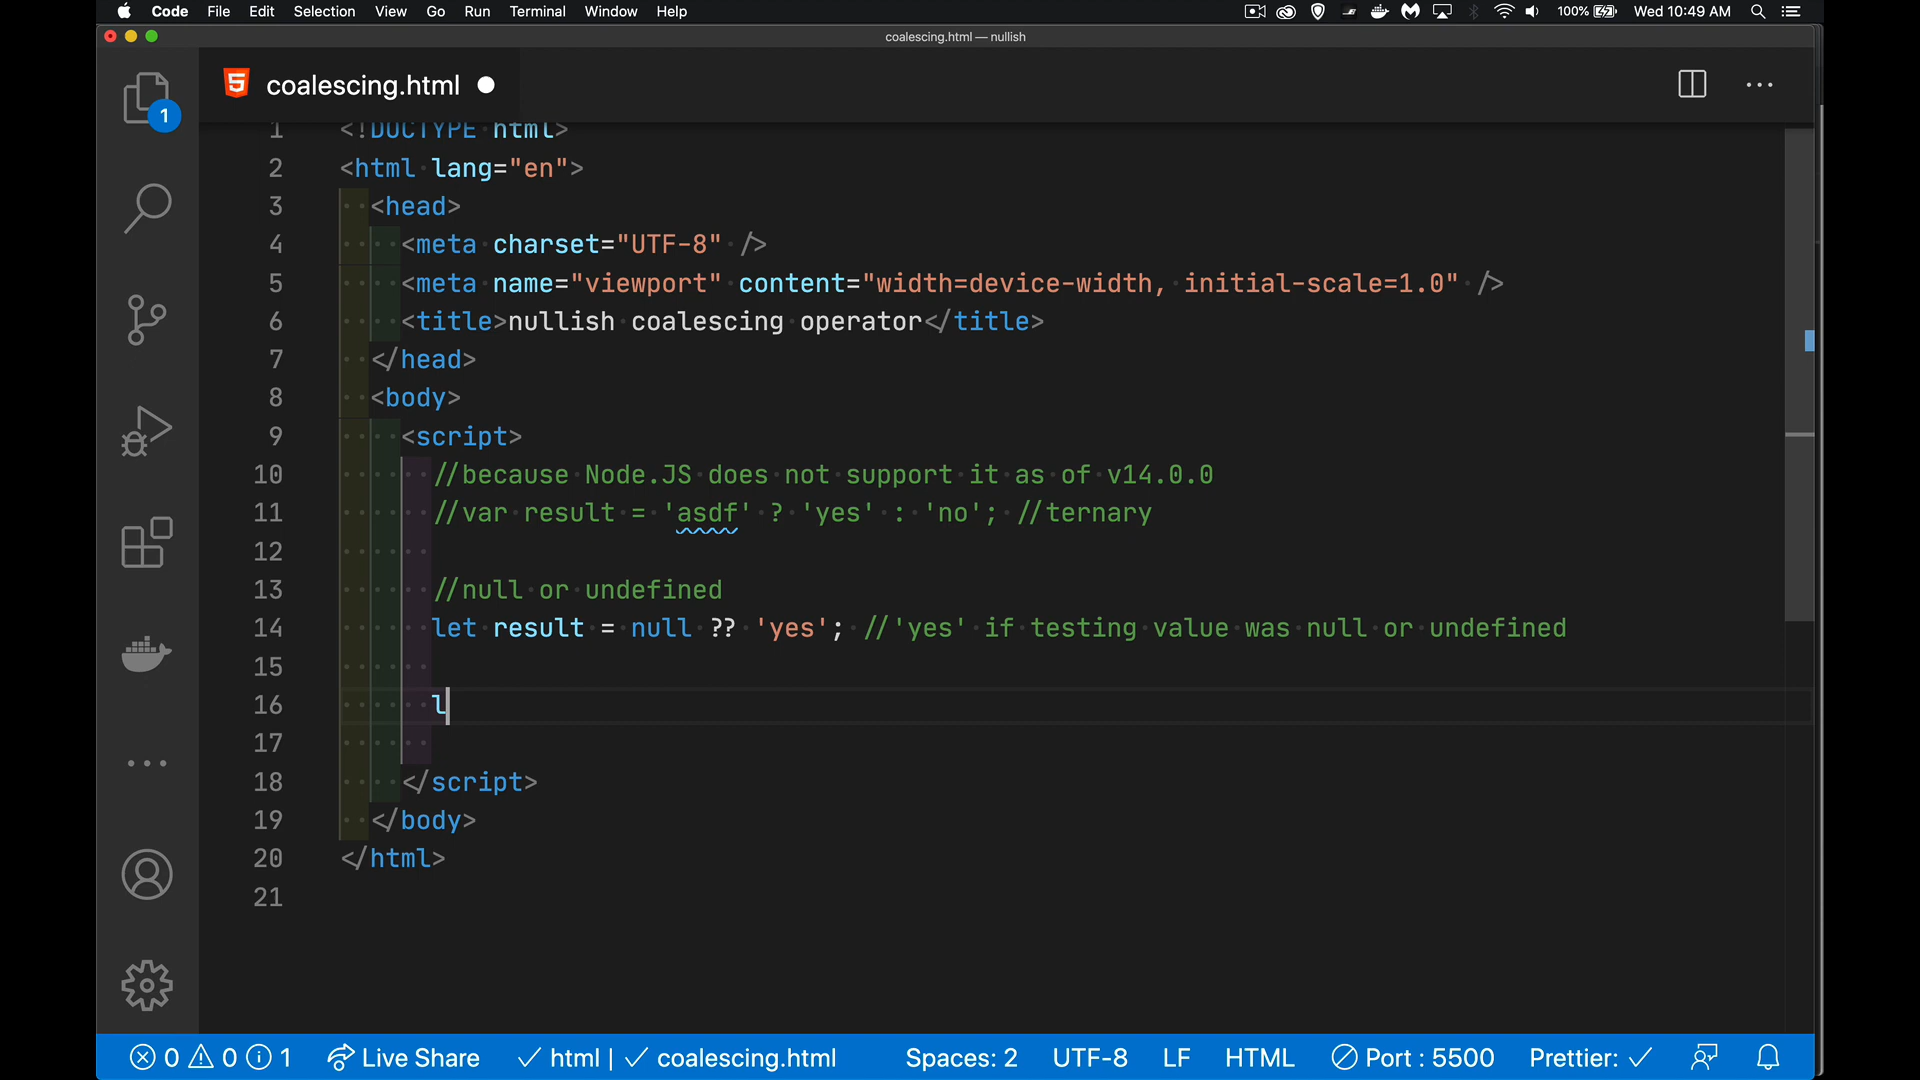 Code File Edit Selection View Go Run Terminal Window Help 100% Wed 10:49 AM
coalescing.html — nullish
coalescing.html
1
1 <!DOCTYPE html>
2 <html lang="en">
3 <head>
4 <meta charset="UTF-8" />
5 <meta name="viewport" content="width=device-width, initial-scale=1.0" />
6 <title>nullish coalescing operator</title>
7 </head>
8 <body>
9 <script>
10 //because Node.JS does not support it as of v14.0.0
11 //var result = 'asdf' ? 'yes' : 'no'; //ternary
12
13 //null or undefined
14 let result = null ?? 'yes'; //'yes' if testing value was null or undefined
15
16 l
17
18 </script>
19 </body>
20 </html>
21
0 0 1 Live Share html | coalescing.html Spaces: 2 UTF-8 LF HTML Port : 5500 Prettier: